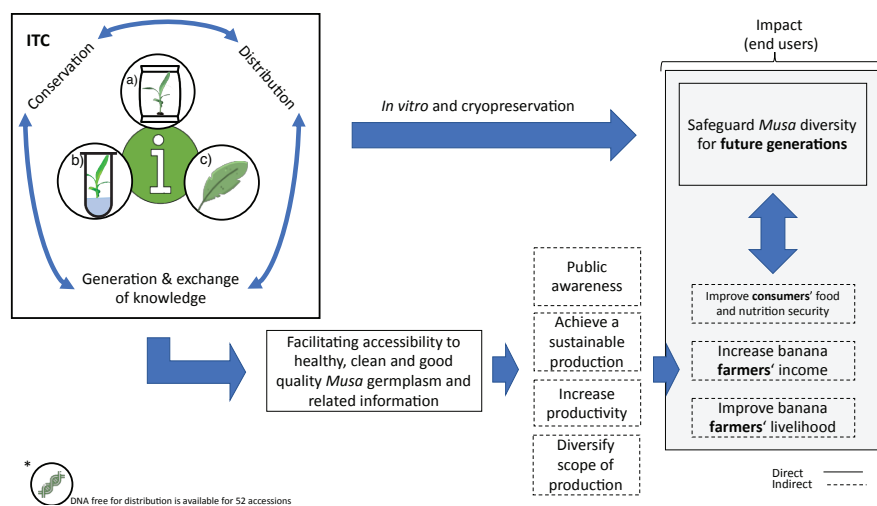 ITC
Conservation
Distribution
a)
b)
c)
i
Generation & exchange
of knowledge
In vitro and cryopreservation
Impact
(end users)
Safeguard Musa diversity
for future generations
Facilitating accessibility to
healthy, clean and good
quality Musa germplasm and
related information
Public
awareness
Achieve a
sustainable
production
Increase
productivity
Diversify
scope of
production
Improve consumers' food
and nutrition security
Increase banana
farmers‘ income
Improve banana
farmers‘ livelihood
Direct
Indirect
*
DNA free for distribution is available for 52 accessions